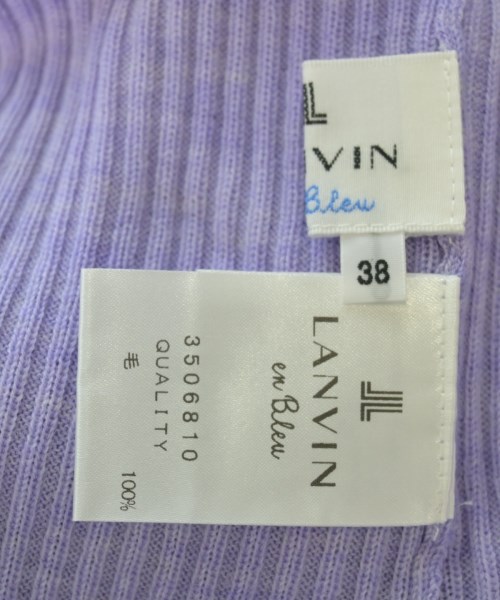 VIN
Bleu
38
LANVIN
en Bleu
3506810
QUALITY
毛 100%